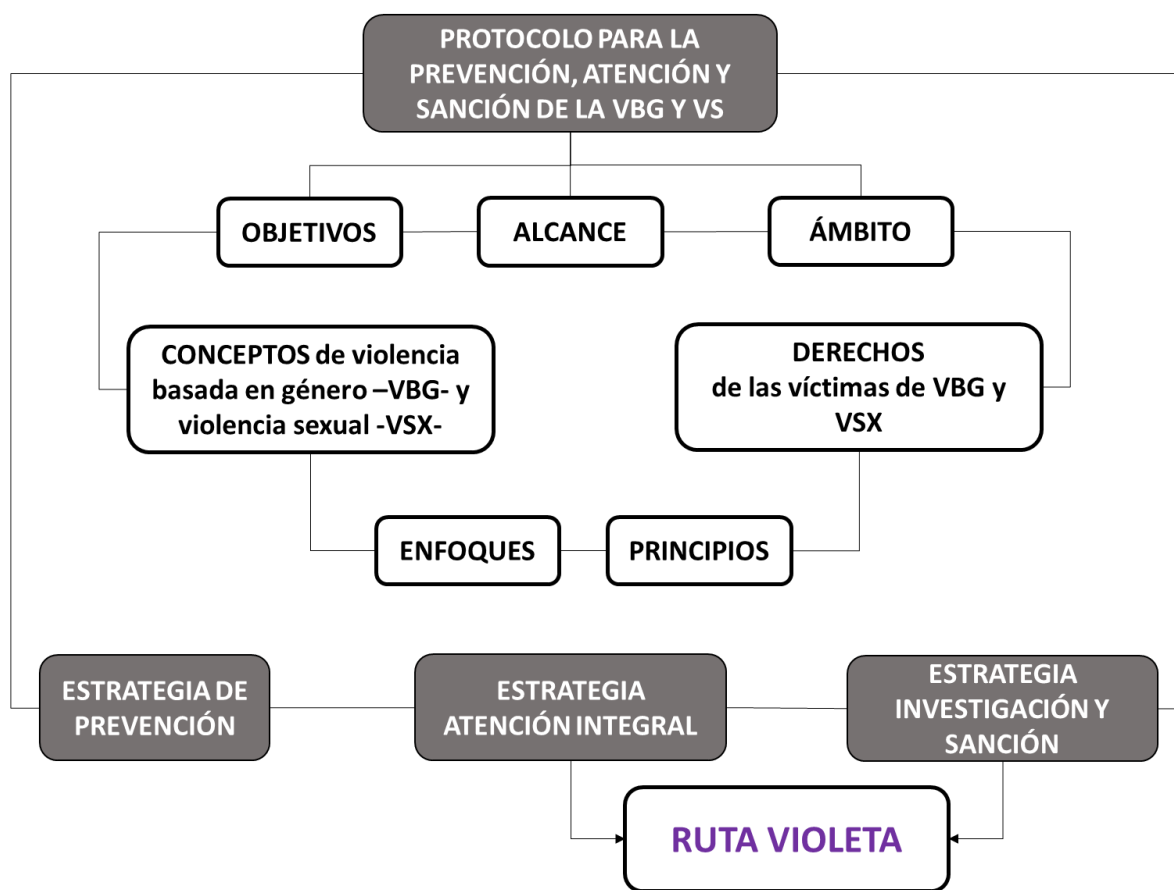 PROTOCOLO PARA LA
PREVENCIÓN, ATENCIÓN Y
SANCIÓN DE LA VBG Y VS
OBJETIVOS
ALCANCE
ÁMBITO
CONCEPTOS de violencia
basada en género –VBG- y
violencia sexual -VSX-
DERECHOS
de las víctimas de VBG y
VSX
ENFOQUES
PRINCIPIOS
ESTRATEGIA DE
PREVENCIÓN
ESTRATEGIA
ATENCIÓN INTEGRAL
ESTRATEGIA
INVESTIGACIÓN Y
SANCIÓN
RUTA VIOLETA